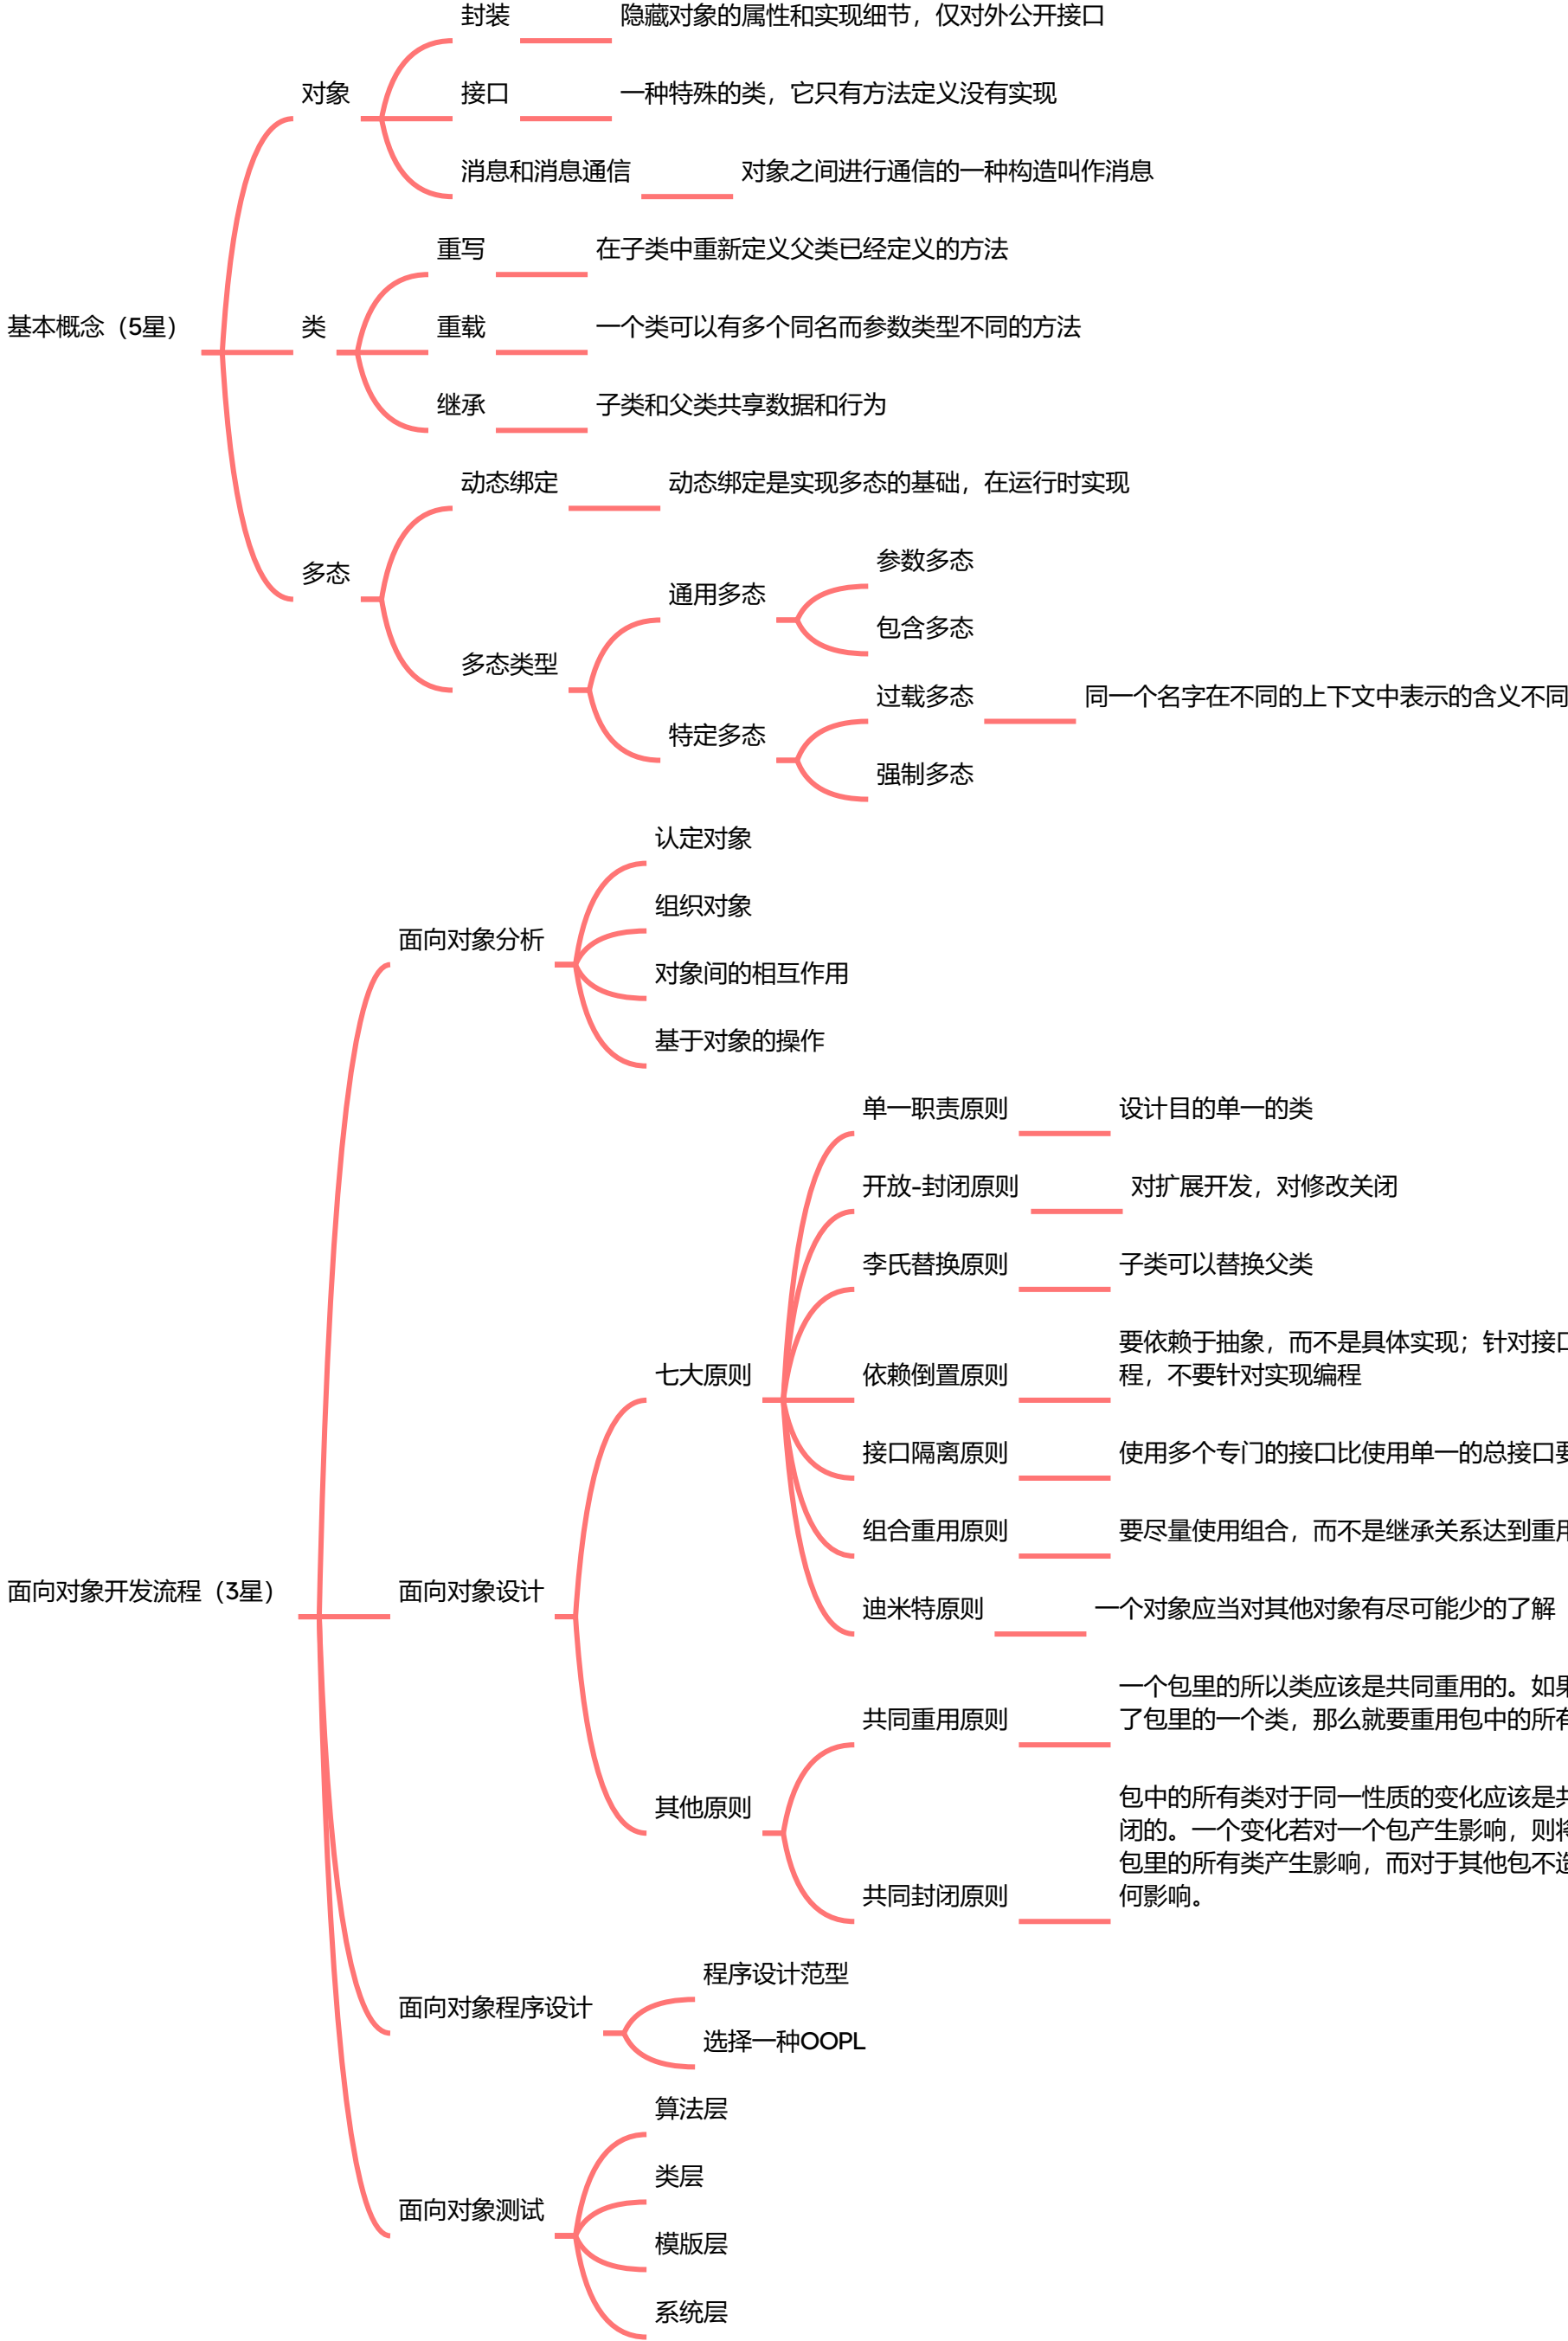 封装
隐藏对象的属性和实现细节，仅对外公开接口
对象
接口
一种特殊的类，它只有方法定义没有实现
消息和消息通信
对象之间进行通信的一种构造叫作消息
重写
在子类中重新定义父类已经定义的方法
基本概念（5星）
类
重载
一个类可以有多个同名而参数类型不同的方法
继承
子类和父类共享数据和行为
动态绑定
动态绑定是实现多态的基础，在运行时实现
多态
多态类型
通用多态
参数多态
包含多态
特定多态
过载多态
同一个名字在不同的上下文中表示的含义不同
强制多态
面向对象分析
认定对象
组织对象
对象间的相互作用
基于对象的操作
面向对象开发流程（3星）
面向对象设计
七大原则
单一职责原则
设计目的单一的类
开放-封闭原则
对扩展开发，对修改关闭
李氏替换原则
子类可以替换父类
依赖倒置原则
要依赖于抽象，而不是具体实现；针对接口
程，不要针对实现编程
接口隔离原则
使用多个专门的接口比使用单一的总接口要
组合重用原则
要尽量使用组合，而不是继承关系达到重用
迪米特原则
一个对象应当对其他对象有尽可能少的了解
其他原则
共同重用原则
一个包里的所以类应该是共同重用的。如果
了包里的一个类，那么就要重用包中的所有
共同封闭原则
包中的所有类对于同一性质的变化应该是共
闭的。一个变化若对一个包产生影响，则将
包里的所有类产生影响，而对于其他包不造
何影响。
面向对象程序设计
程序设计范型
选择一种OOPL
面向对象测试
算法层
类层
模版层
系统层